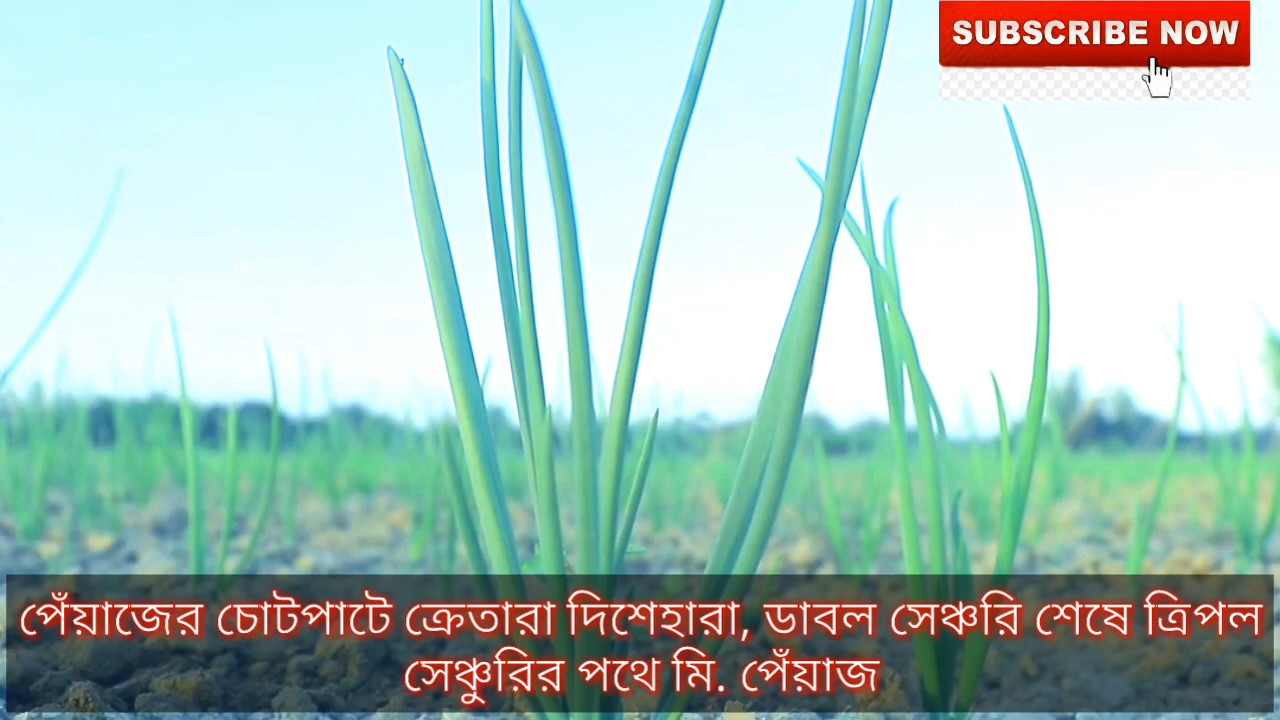 SUBSCRIBE NOW
পেঁয়াজের চোটপাটে ক্রেতারা দিশেহারা, ডাবল সেঞ্চরি শেষে ত্রিপল
সেঞ্চুরির পথে মি. পেঁয়াজ